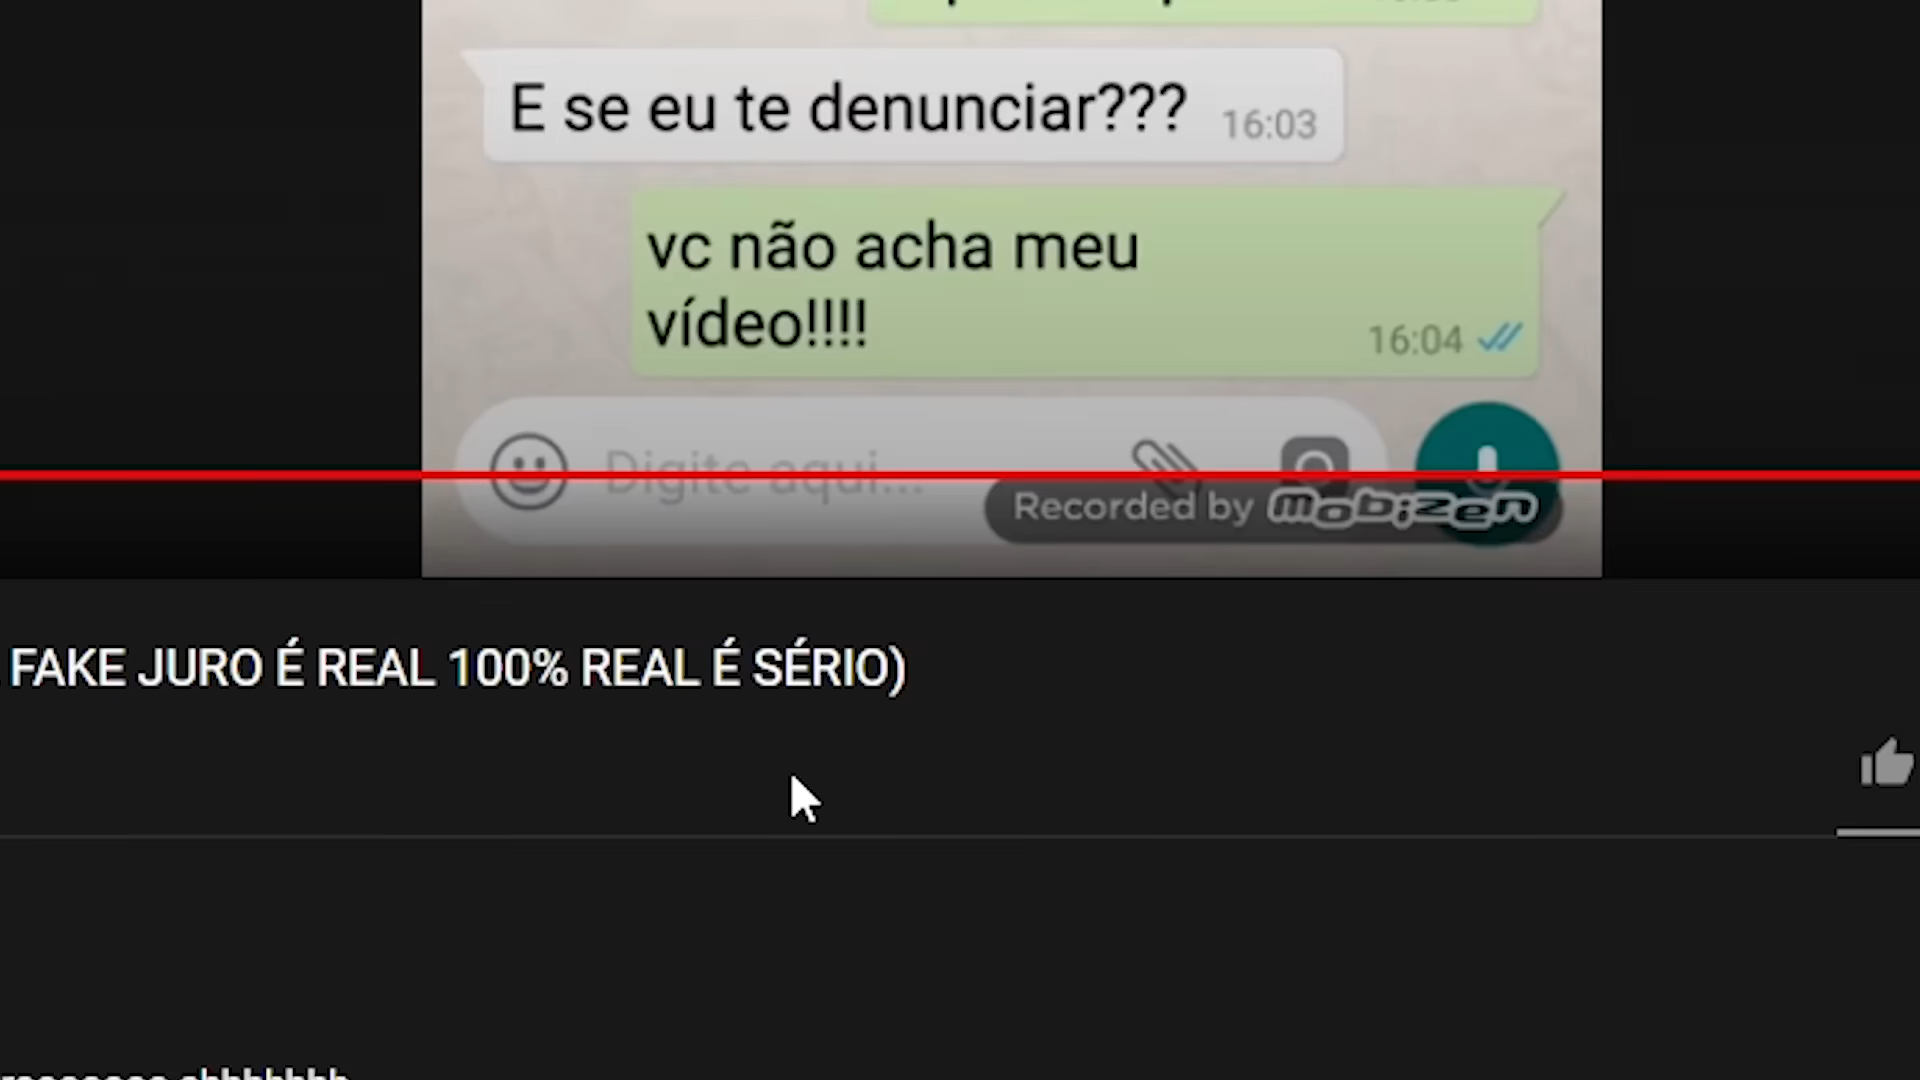 E se eu te denunciar??? 16:03
vc não acha meu
vídeo!!!!
16:04
Digite aqui...
Recorded by mobizen
FAKE JURO É REAL 100% REAL É SÉRIO)